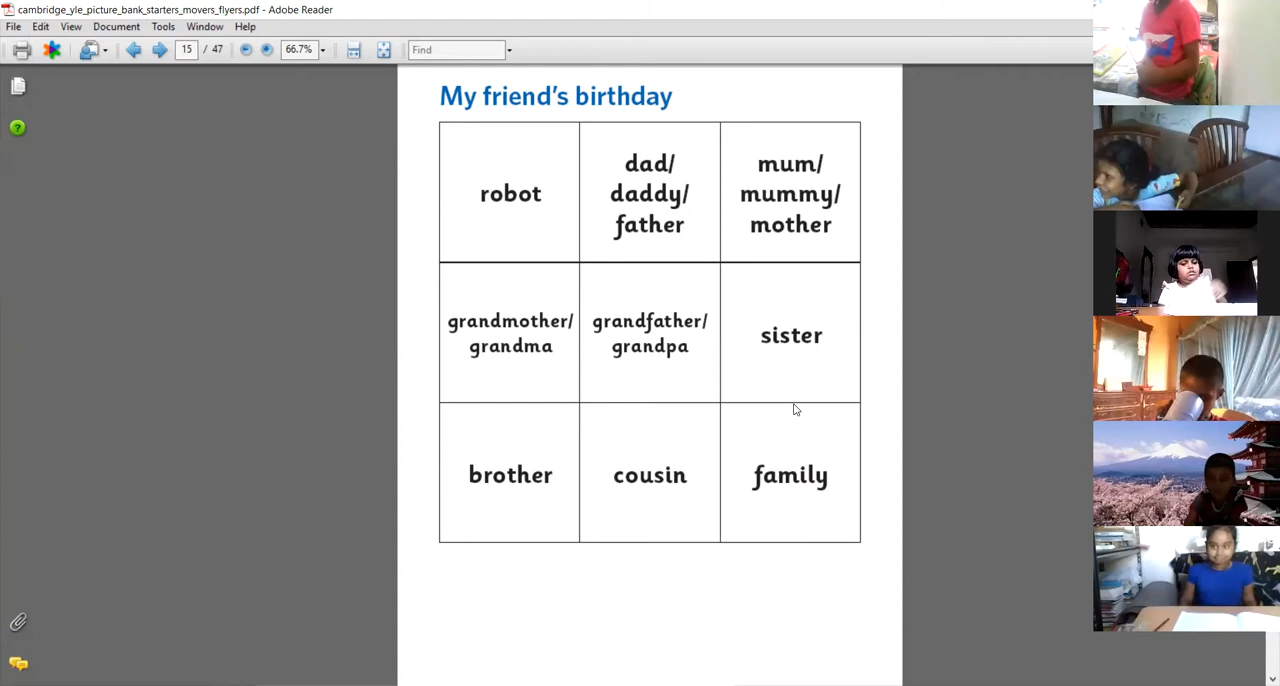 cambridge_yle_picture_bank_starters_movers_flyers.pdf - Adobe Reader
File Edit View Document Tools Window Help
15 / 47 66.7% Find
My friend's birthday
robot
dad/
daddy/
father
mum/
mummy/
mother
grandmother/
grandma
grandfather/
grandpa
sister
brother
cousin
family